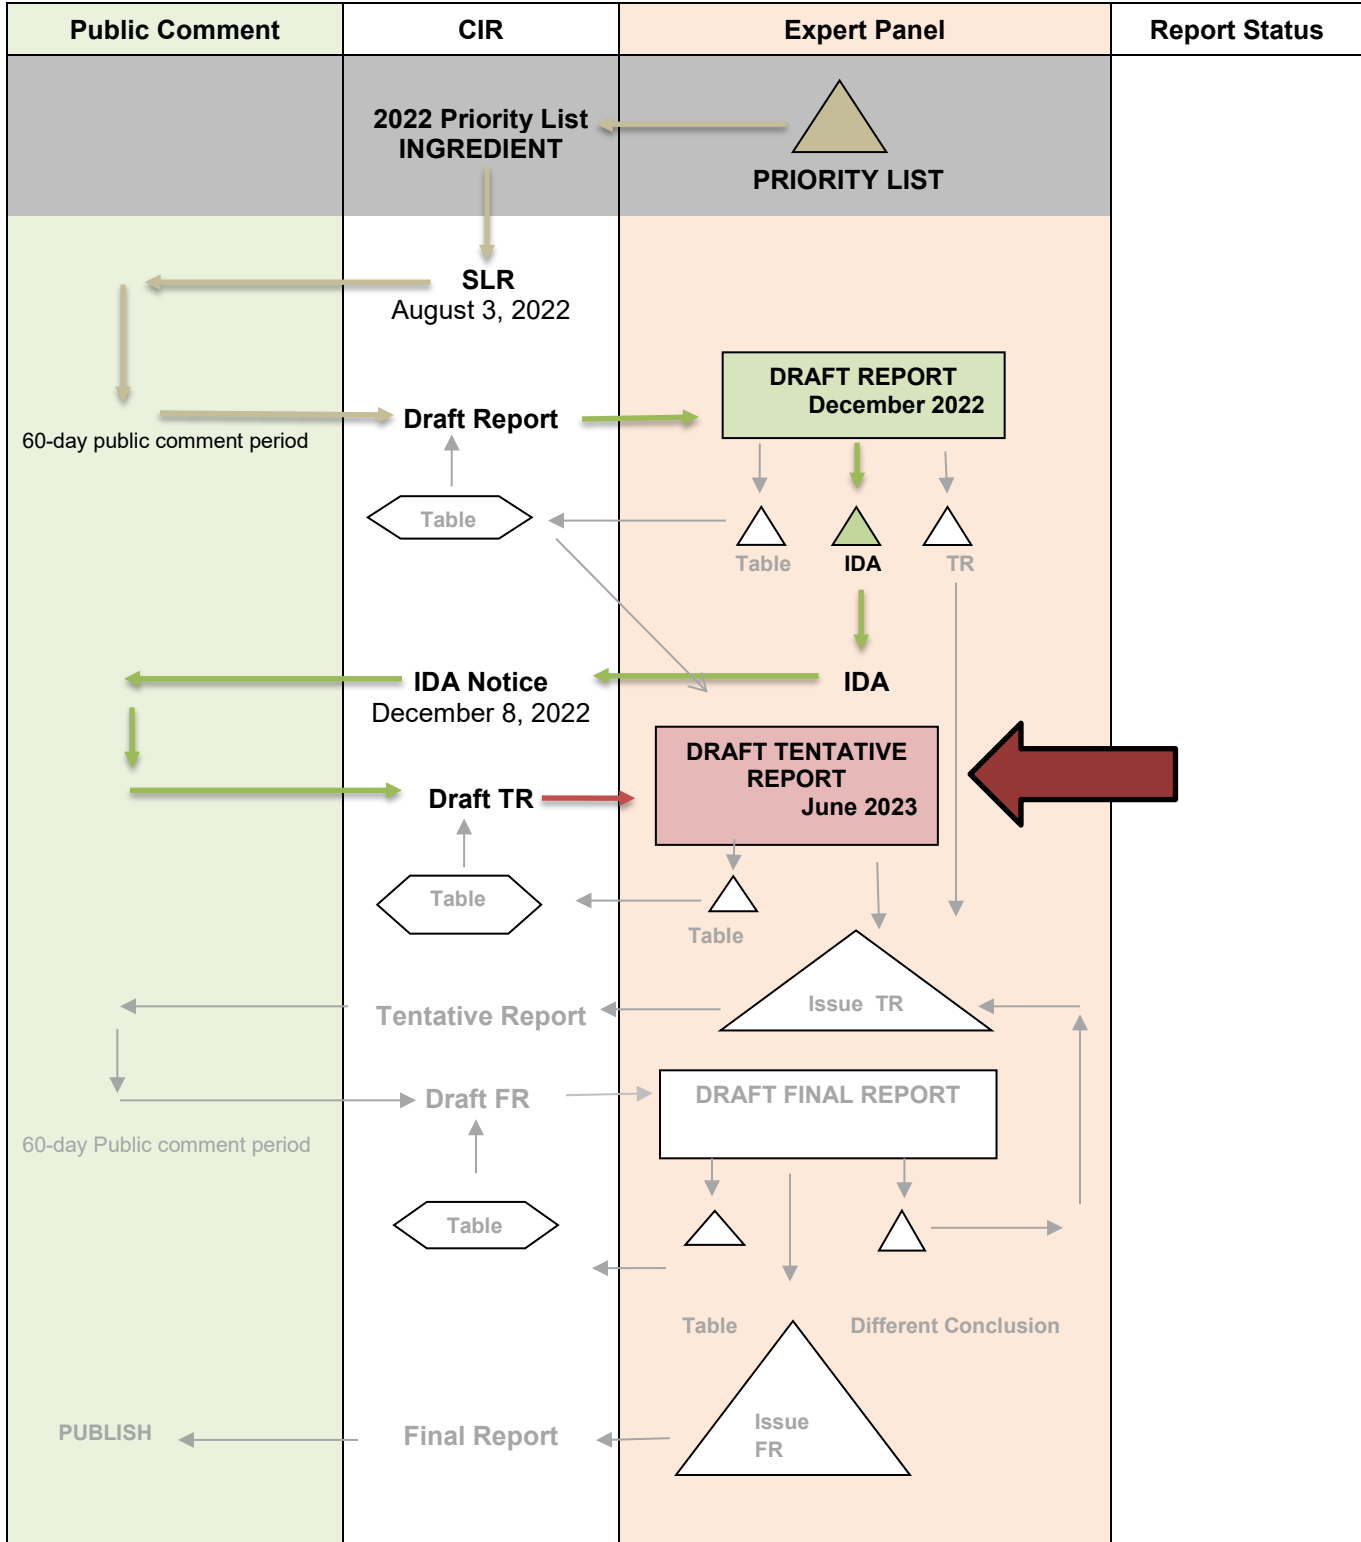 Public Comment
CIR
Expert Panel
Report Status
2022 Priority List
INGREDIENT
PRIORITY LIST
SLR
August 3, 2022
DRAFT REPORT
December 2022
60-day public comment period
Draft Report
Table
Table
IDA
TR
IDA Notice
December 8, 2022
IDA
DRAFT TENTATIVE
REPORT
June 2023
Draft TR
Table
Table
Issue TR
Tentative Report
DRAFT FINAL REPORT
Draft FR
60-day Public comment period
Table
Table
Different Conclusion
Issue
FR
PUBLISH
Final Report